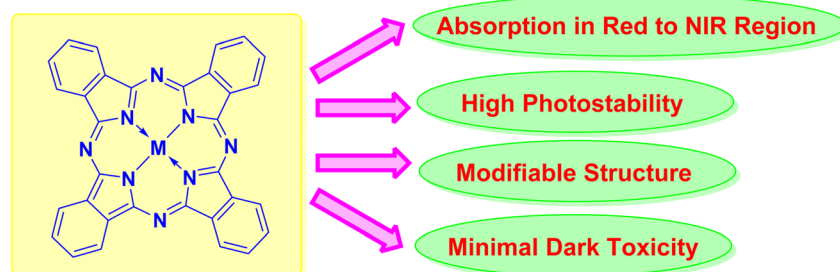 Absorption in Red to NIR Region
High Photostability
Modifiable Structure
Minimal Dark Toxicity
N
N
N
N
M
N
N
N
N